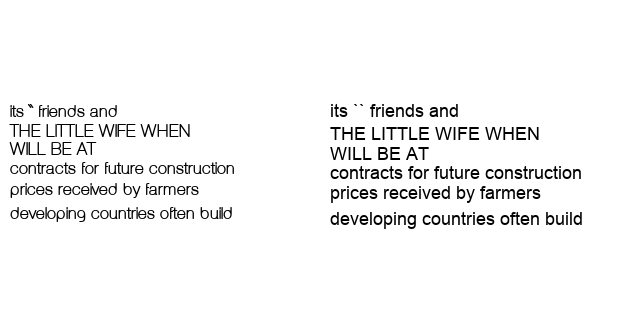 its `` friends and
THE LITTLE WIFE WHEN
WILL BE AT
contracts for future construction
prices received by farmers
developing countries often build
its `` friends and
THE LITTLE WIFE WHEN
WILL BE AT
contracts for future construction
prices received by farmers
developing countries often build